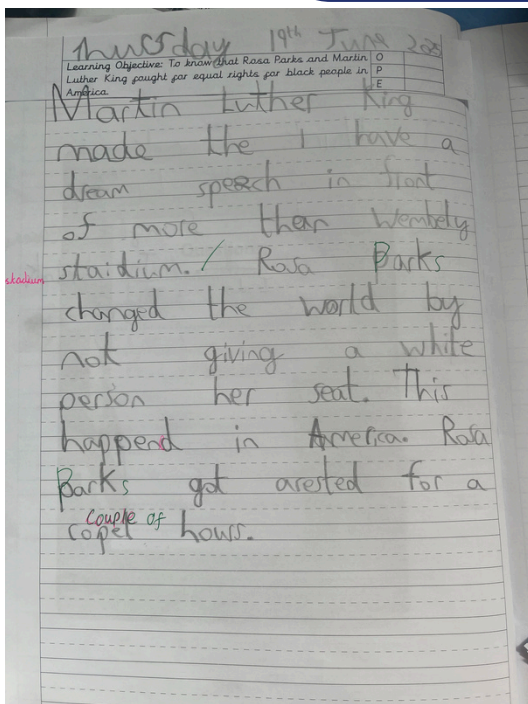 Thursday 19th June 2025
Learning Objective: To know that Rosa Parks and Martin
Luther King fought for equal rights for black people in
America.
O
P
E
Martin Luther King
made the I have a
dream speech in front
of more then Wembely
staidium. / Rosa Parks
stadium
changed the world by
not giving a white
person her seat. This
happend in America. Rosa
Parks got arested for a
couple of
copel hours.